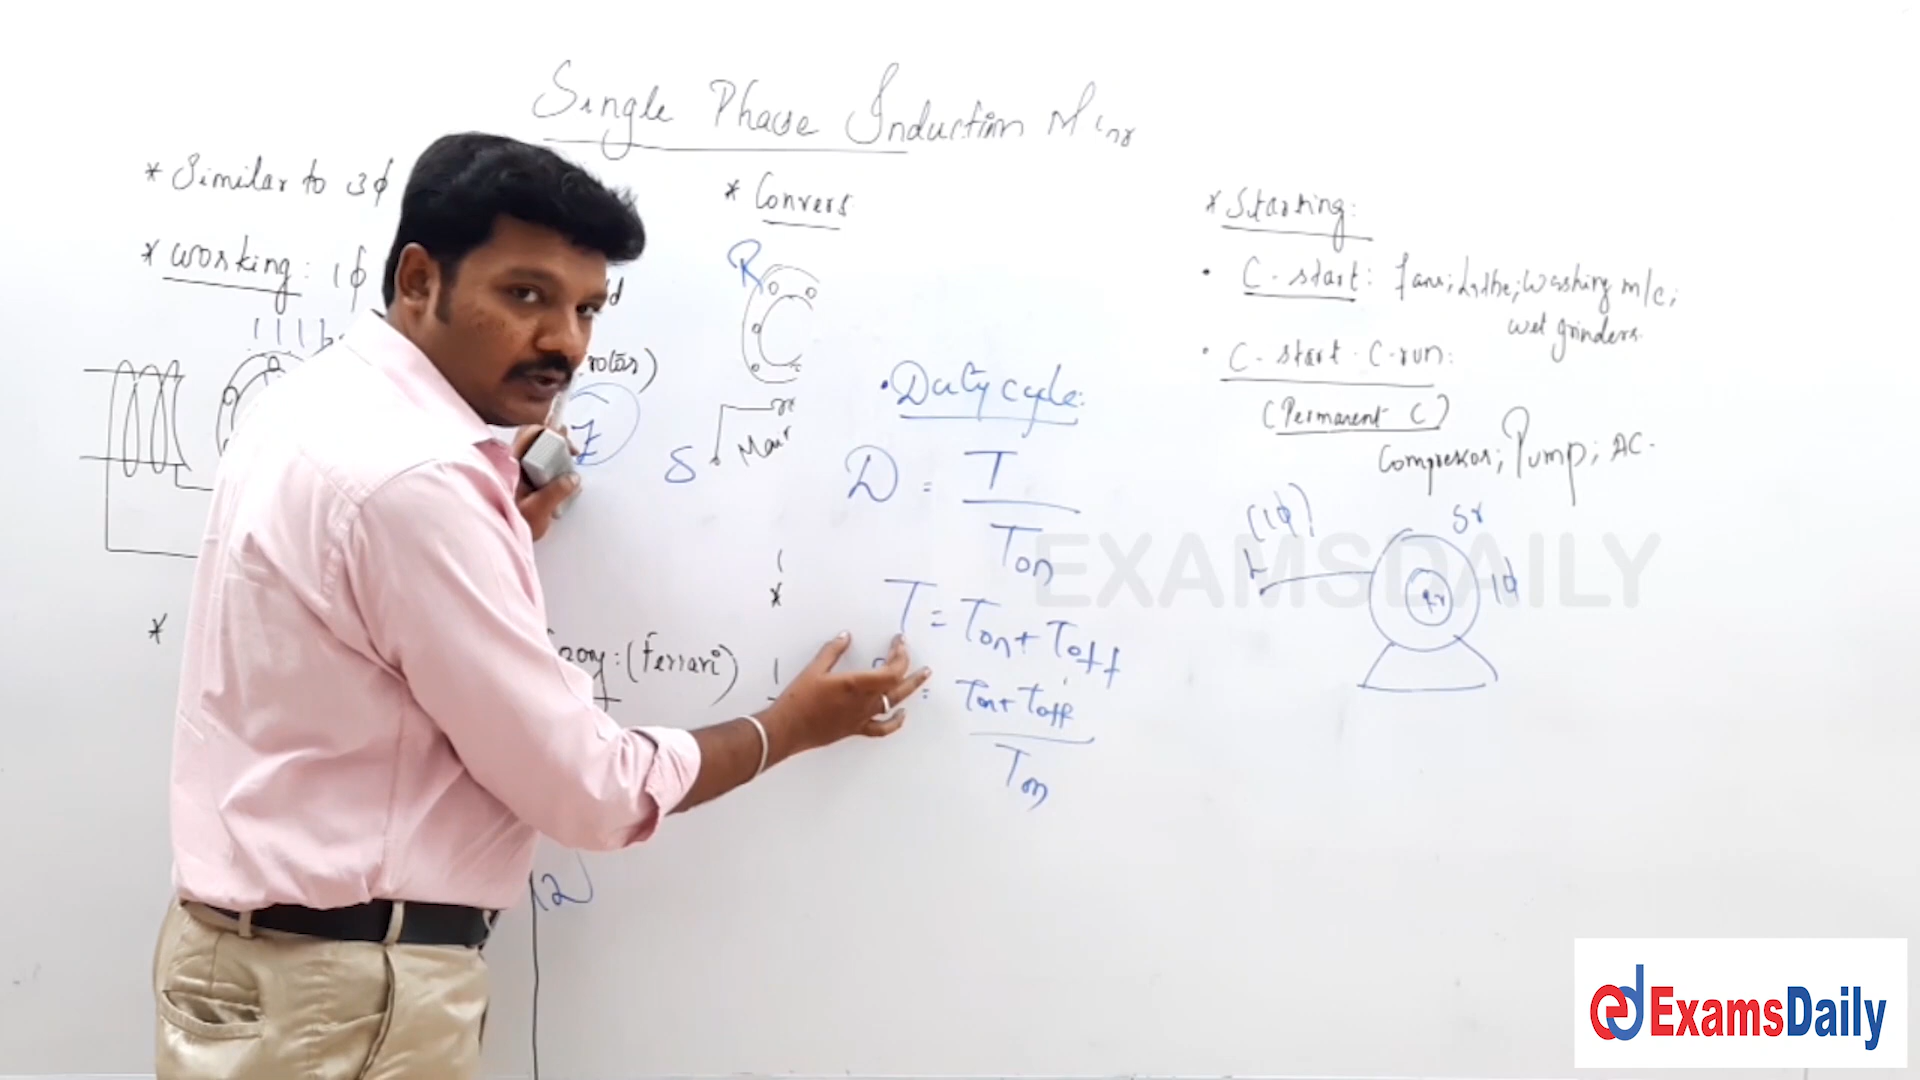 Single Phase Induction
* Similar to 3ϕ
* working: 1ϕ
rotor)
: (Ferrari)
*
12
* Convers
R
S
Main
*
• Duty cycle:
D = T / Ton
T = Ton + Toff
= Ton + Toff / Ton
* Starting:
• C-start: fans; Lathe; Washing m/c;
wet grinders.
• C-start-C-run:
(Permanent C)
Compressor; Pump; AC.
(1ϕ)
Sr
1ϕ
EXAMSDAILY
ExamsDaily